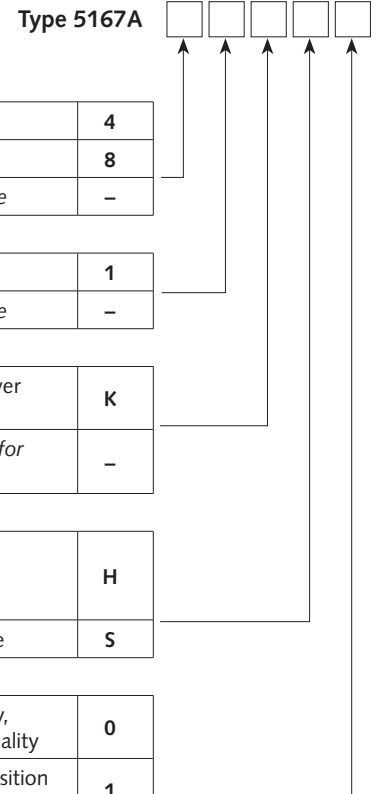 Type 5167A
4
8
e –
1
e –
ver
K
for
–
H
e S
y,
ality 0
sition
1